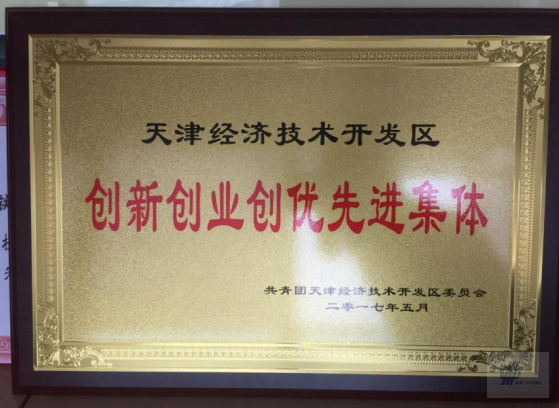 天津经济技术开发区
创新创业创优先进集体
共青团天津经济技术开发区委员会
二零一七年五月